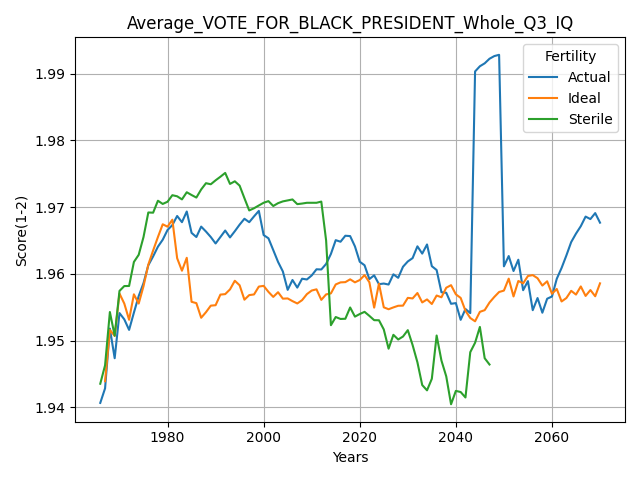 Average_VOTE_FOR_BLACK_PRESIDENT_Whole_Q3_IQ
Fertility
Actual
Ideal
Sterile
Score(1-2)
1.99
1.98
1.97
1.96
1.95
1.94
1980
2000
2020
2040
2060
Years